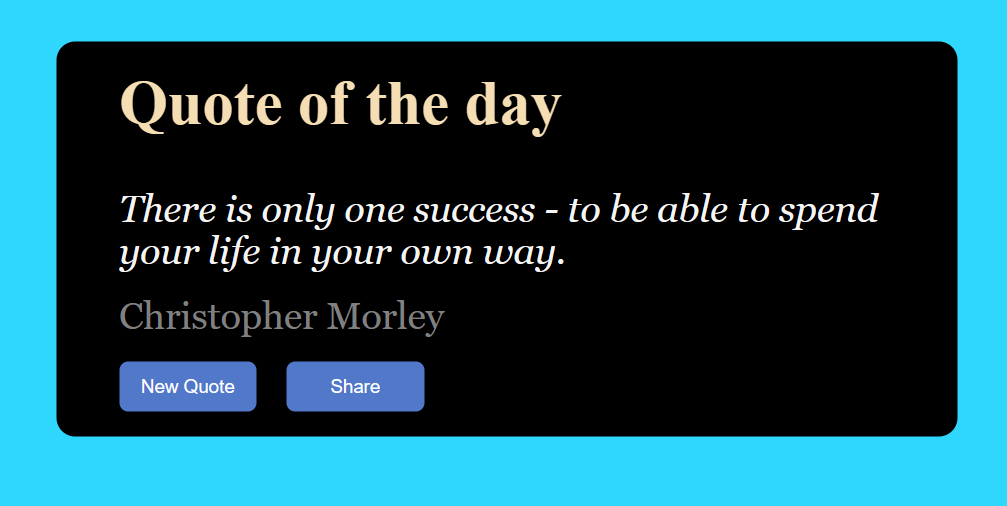 Quote of the day
There is only one success - to be able to spend
your life in your own way.
Christopher Morley
New Quote
Share